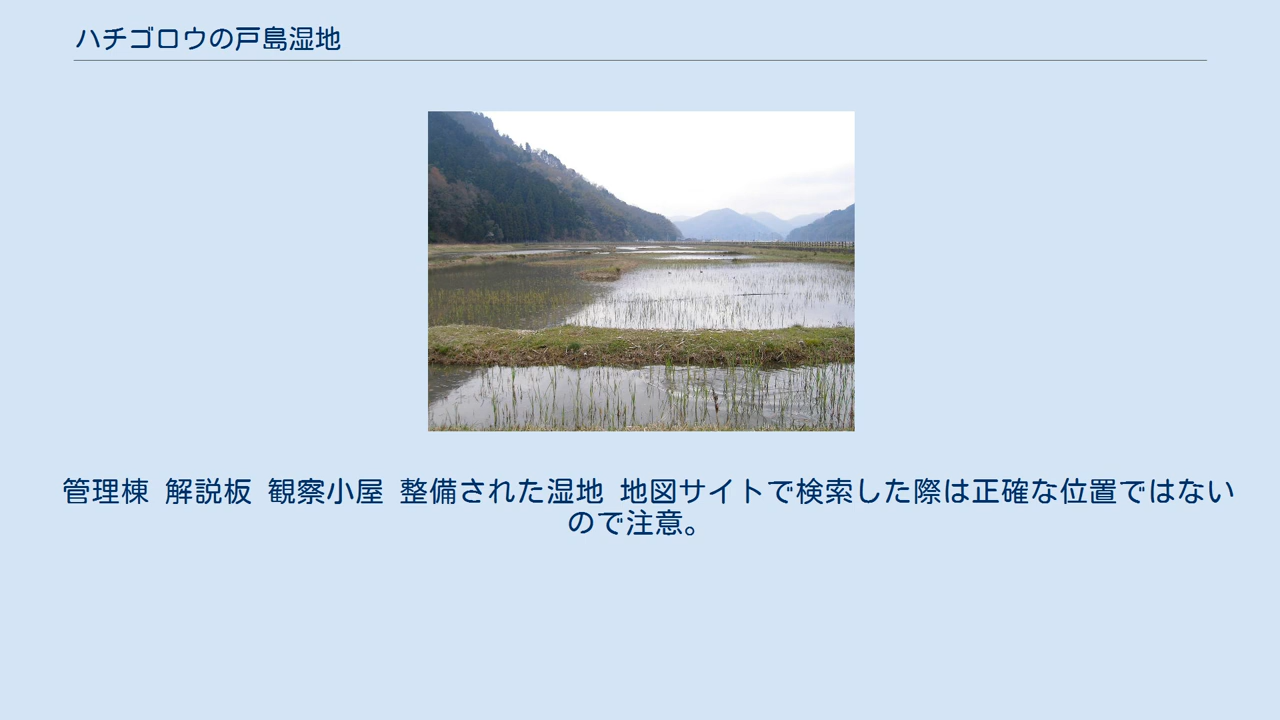 ハチゴロウの戸島湿地
管理棟 解説板 観察小屋 整備された湿地 地図サイトで検索した際は正確な位置ではない
ので注意。